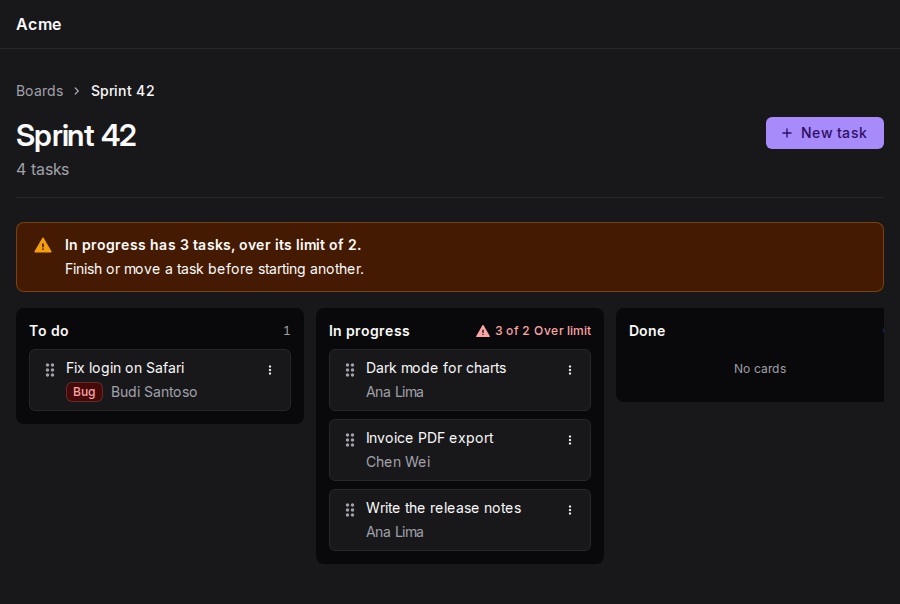 Acme
Boards > Sprint 42
Sprint 42
New task
4 tasks
In progress has 3 tasks, over its limit of 2.
Finish or move a task before starting another.
To do 1
Fix login on Safari
Bug Budi Santoso
In progress 3 of 2 Over limit
Dark mode for charts
Ana Lima
Invoice PDF export
Chen Wei
Write the release notes
Ana Lima
Done
No cards